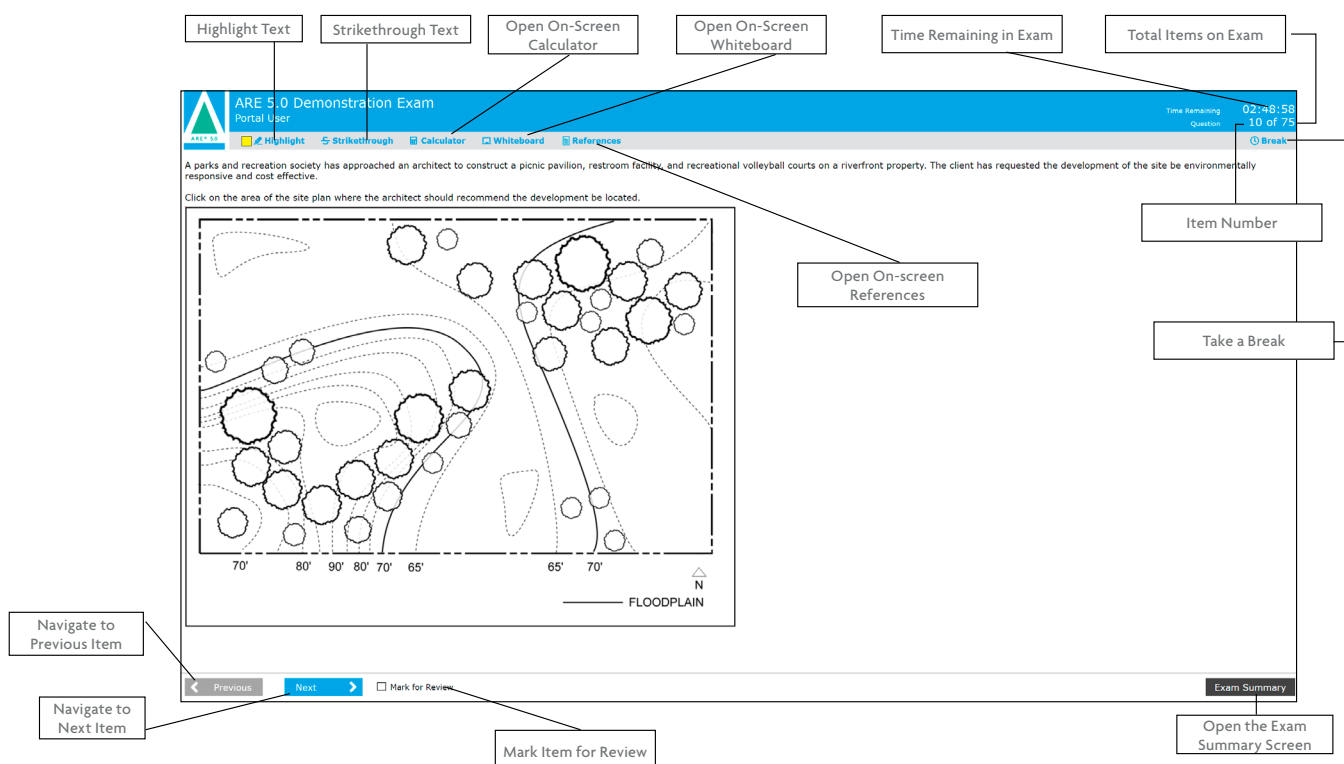 Highlight Text
Strikethrough Text
Open On-Screen
Calculator
Open On-Screen
Whiteboard
Time Remaining in Exam
Total Items on Exam
ARE 5.0 Demonstration Exam
Portal User
ARE® 5.0
Time Remaining 02:48:58
Question 10 of 75
Highlight Strikethrough Calculator Whiteboard References Break
A parks and recreation society has approached an architect to construct a picnic pavilion, restroom facility, and recreational volleyball courts on a riverfront property. The client has requested the development of the site be environmentally
responsive and cost effective.
Click on the area of the site plan where the architect should recommend the development be located.
Item Number
Open On-screen
References
Take a Break
70' 80' 90' 80' 70' 65' 65' 70'
N
FLOODPLAIN
Navigate to
Previous Item
Previous Next Mark for Review Exam Summary
Navigate to
Next Item
Mark Item for Review
Open the Exam
Summary Screen